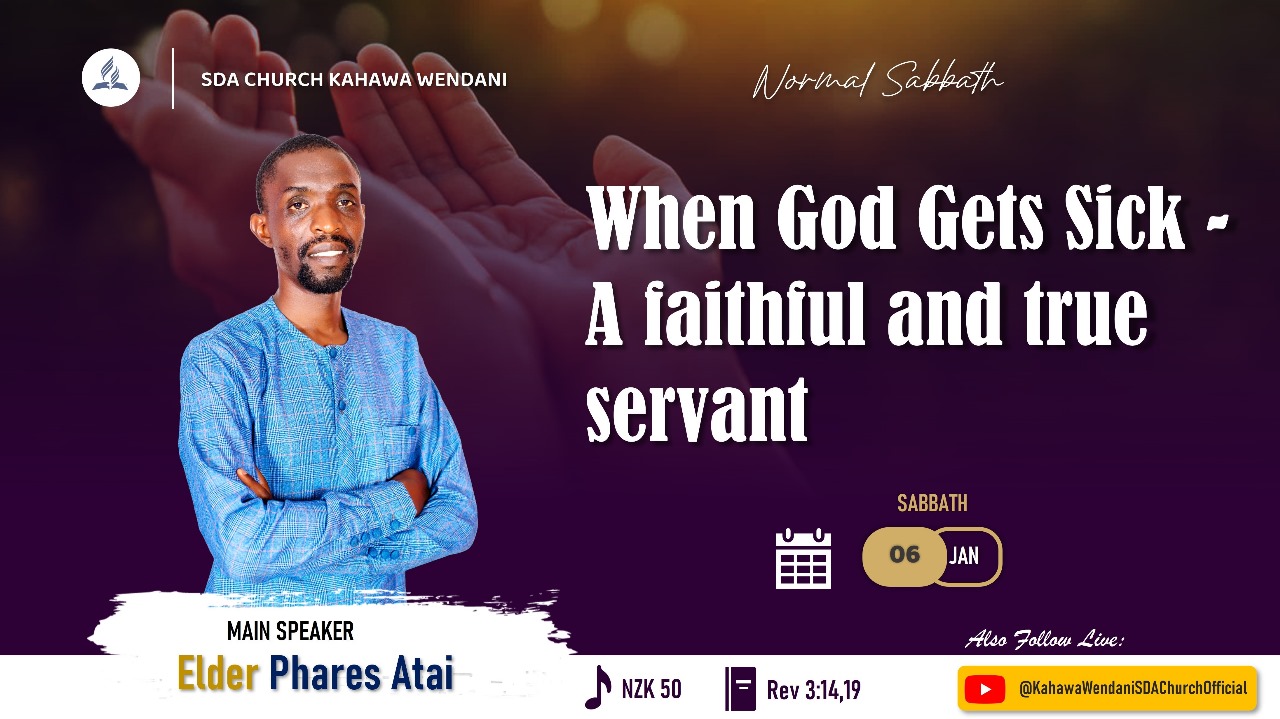 SDA CHURCH KAHAWA WENDANI
Normal Sabbath
When God Gets Sick -
A faithful and true
servant
SABBATH
06 JAN
MAIN SPEAKER
Elder Phares Atai
NZK 50
Rev 3:14,19
Also Follow Live:
@KahawaWendaniSDAChurchOfficial